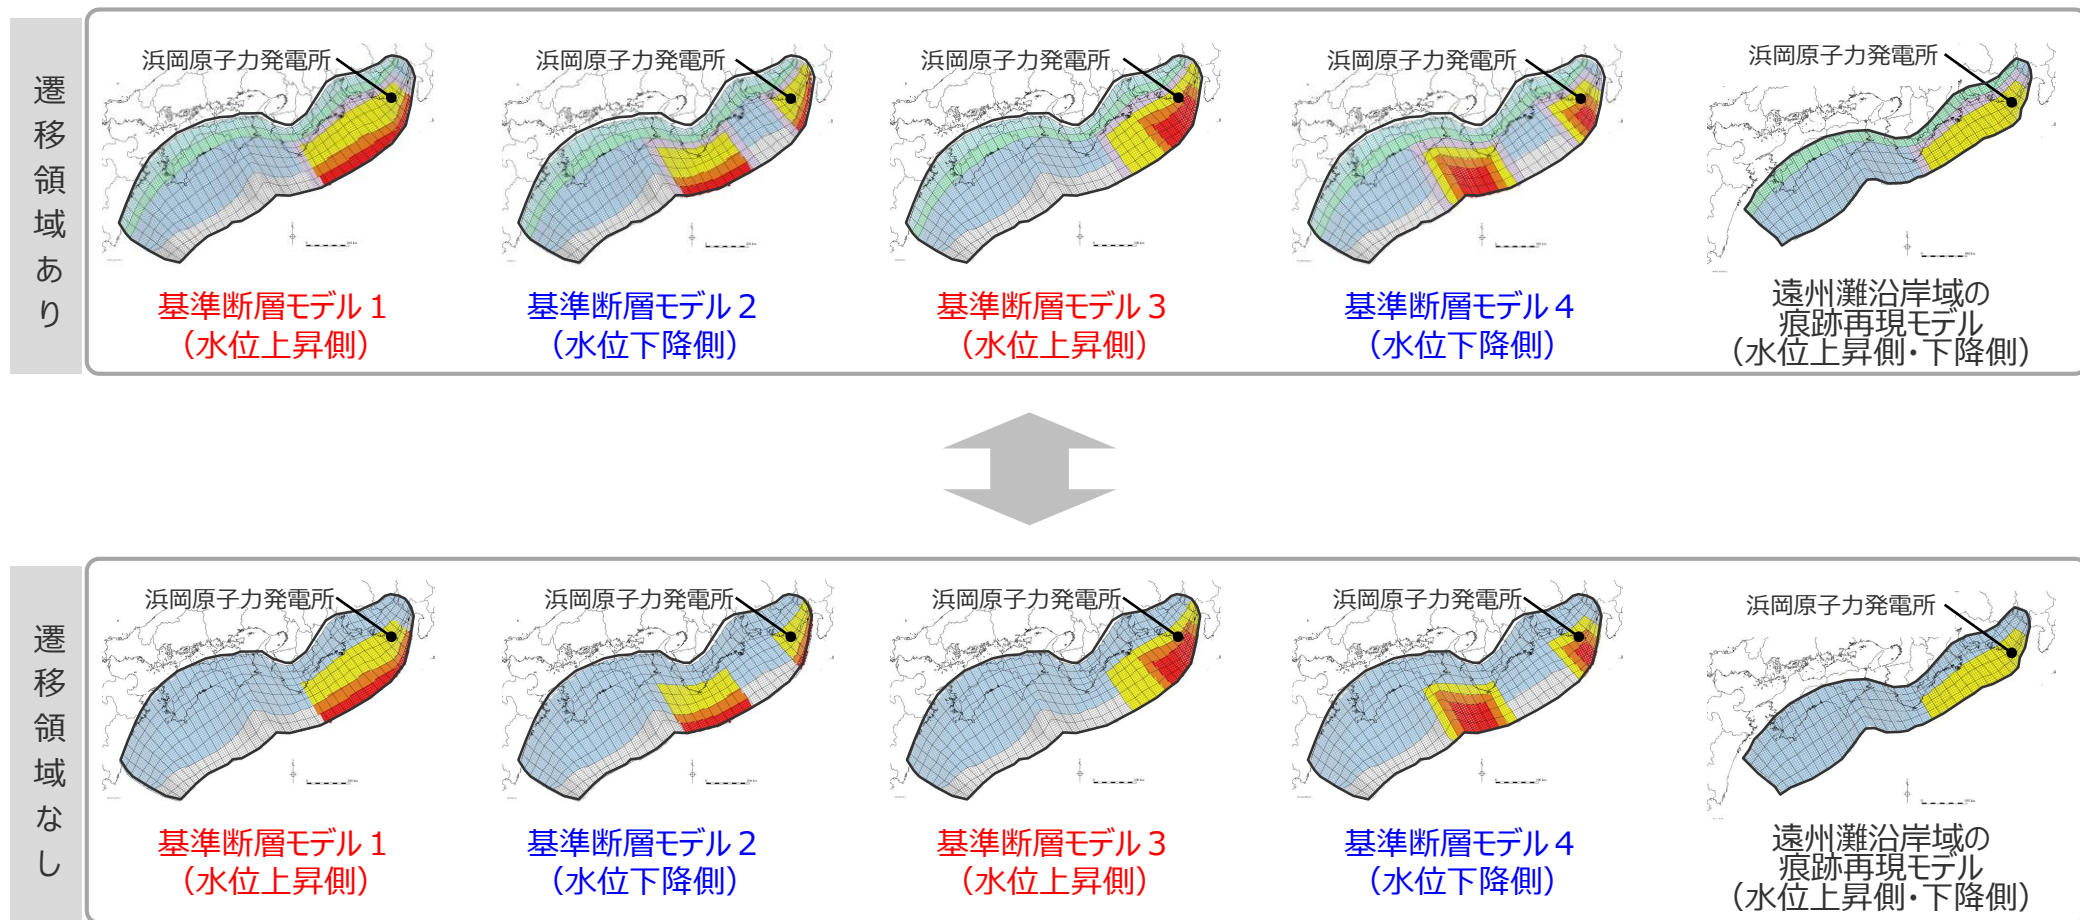 遷移領域あり
浜岡原子力発電所
浜岡原子力発電所
浜岡原子力発電所
浜岡原子力発電所
浜岡原子力発電所
基準断層モデル1
(水位上昇側)
基準断層モデル2
(水位下降側)
基準断層モデル3
(水位上昇側)
基準断層モデル4
(水位下降側)
遠州灘沿岸域の
痕跡再現モデル
(水位上昇側・下降側)
遷移領域なし
浜岡原子力発電所
浜岡原子力発電所
浜岡原子力発電所
浜岡原子力発電所
浜岡原子力発電所
基準断層モデル1
(水位上昇側)
基準断層モデル2
(水位下降側)
基準断層モデル3
(水位上昇側)
基準断層モデル4
(水位下降側)
遠州灘沿岸域の
痕跡再現モデル
(水位上昇側・下降側)